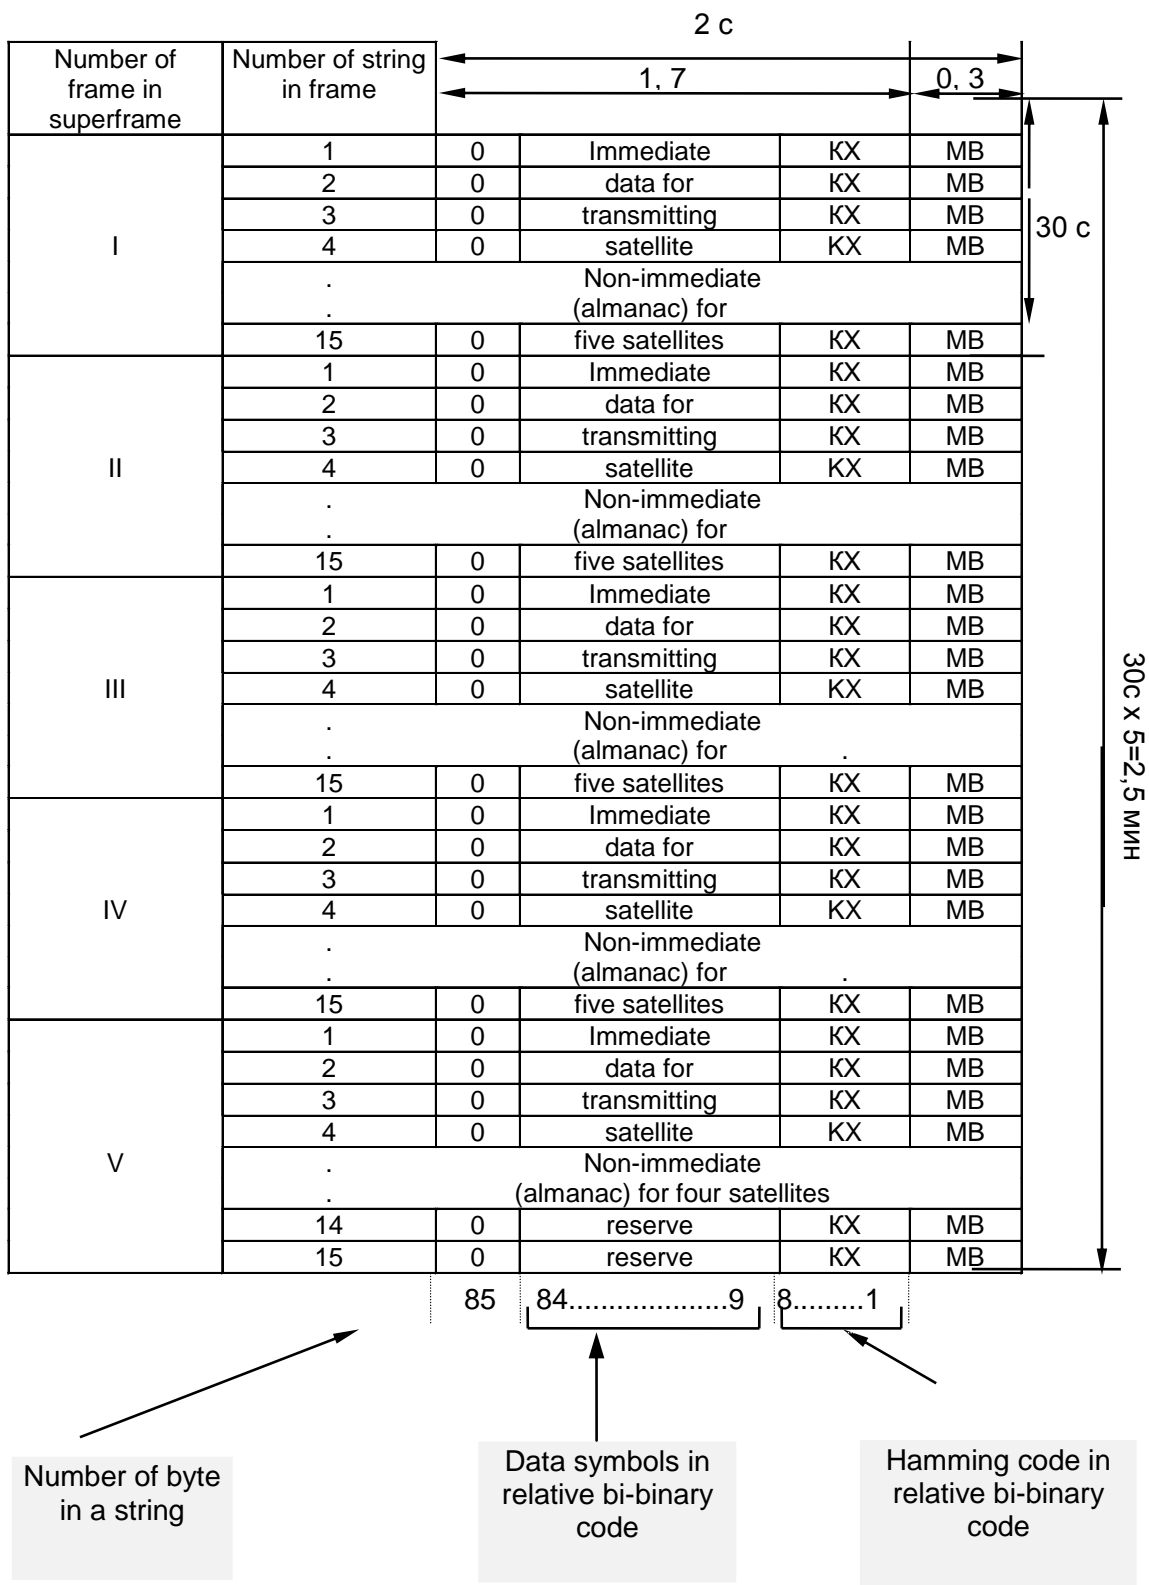 2 c
Number of frame in superframe Number of string in frame
1, 7 0, 3
I
1 0 Immediate КХ МВ
2 0 data for КХ МВ
3 0 transmitting КХ МВ
4 0 satellite КХ МВ
. Non-immediate
. (almanac) for
15 0 five satellites КХ МВ
30 c
II
1 0 Immediate КХ МВ
2 0 data for КХ МВ
3 0 transmitting КХ МВ
4 0 satellite КХ МВ
. Non-immediate
. (almanac) for
15 0 five satellites КХ МВ
III
1 0 Immediate КХ МВ
2 0 data for КХ МВ
3 0 transmitting КХ МВ
4 0 satellite КХ МВ
. Non-immediate
. (almanac) for .
15 0 five satellites КХ МВ
30c x 5=2,5 мин
IV
1 0 Immediate КХ МВ
2 0 data for КХ МВ
3 0 transmitting КХ МВ
4 0 satellite КХ МВ
. Non-immediate
. (almanac) for .
15 0 five satellites КХ МВ
V
1 0 Immediate КХ МВ
2 0 data for КХ МВ
3 0 transmitting КХ МВ
4 0 satellite КХ МВ
. Non-immediate
. (almanac) for four satellites
14 0 reserve КХ МВ
15 0 reserve КХ МВ
85 84....................9 8.........1
Number of byte
in a string
Data symbols in
relative bi-binary
code
Hamming code in
relative bi-binary
code